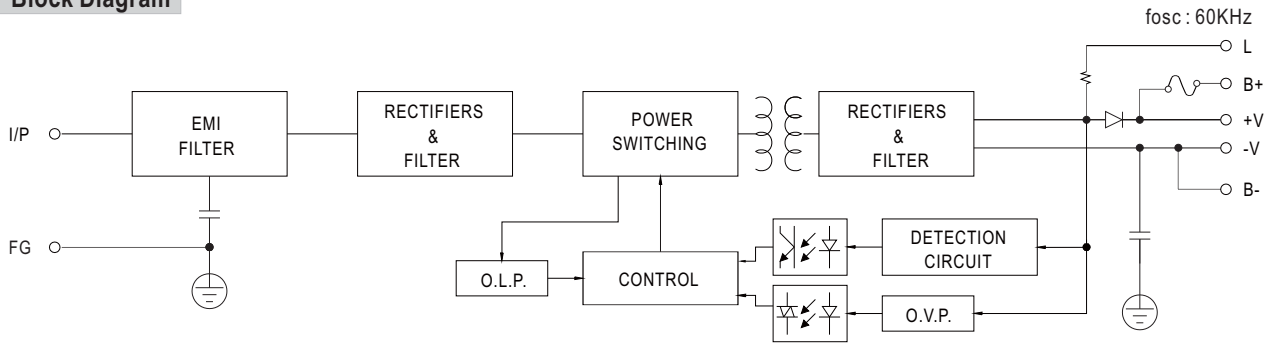 Block Diagram
fosc : 60KHz
L
B+
+V
-V
B-
I/P
EMI
FILTER
RECTIFIERS
&
FILTER
POWER
SWITCHING
RECTIFIERS
&
FILTER
FG
O.L.P.
CONTROL
DETECTION
CIRCUIT
O.V.P.